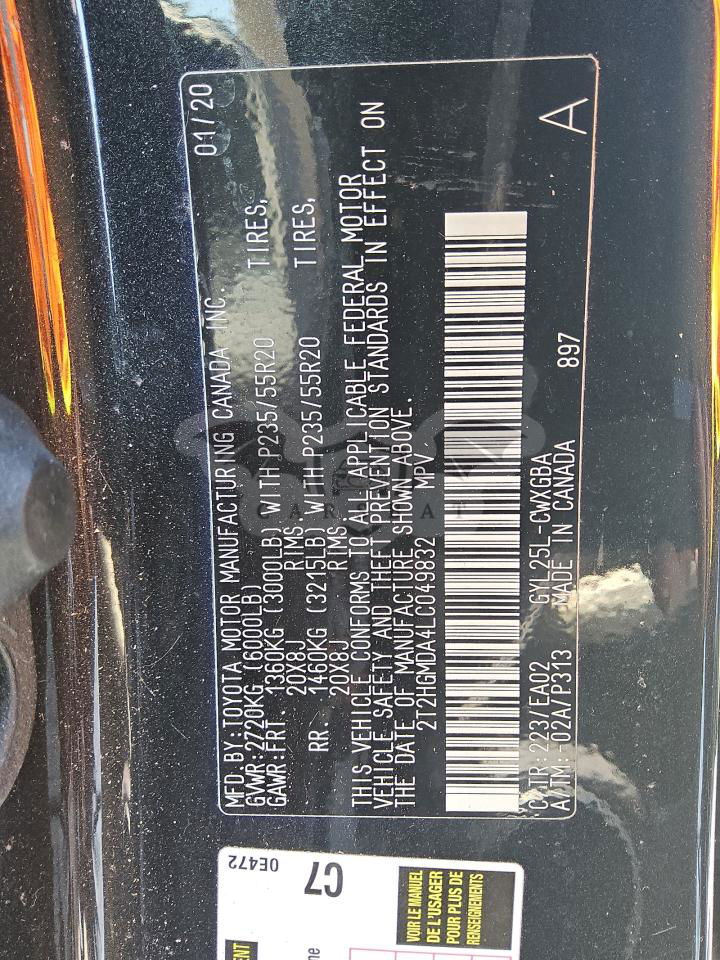 MFD. BY: TOYOTA MOTOR MANUFACTURING CANADA INC. 01/20
GVWR: 2720KG (6000LB)
GAWR: FRT. 1360KG (3000LB) WITH P235/55R20 TIRES,
20X8J RIMS.
RR. 1460KG (3215LB) WITH P235/55R20 TIRES,
20X8J RIMS.
THIS VEHICLE CONFORMS TO ALL APPLICABLE FEDERAL MOTOR
VEHICLE SAFETY AND THEFT PREVENTION STANDARDS IN EFFECT ON
THE DATE OF MANUFACTURE SHOWN ABOVE.
2T2HGMDA4LC049832 MPV
C/TR: 223/EA02 GYL25L-CWXGBA 897 A
A/TM: -02A/P313 MADE IN CANADA
CARCAT
0E472
C7
VOIR LE MANUEL
DE L'USAGER
POUR PLUS DE
RENSEIGNEMENTS